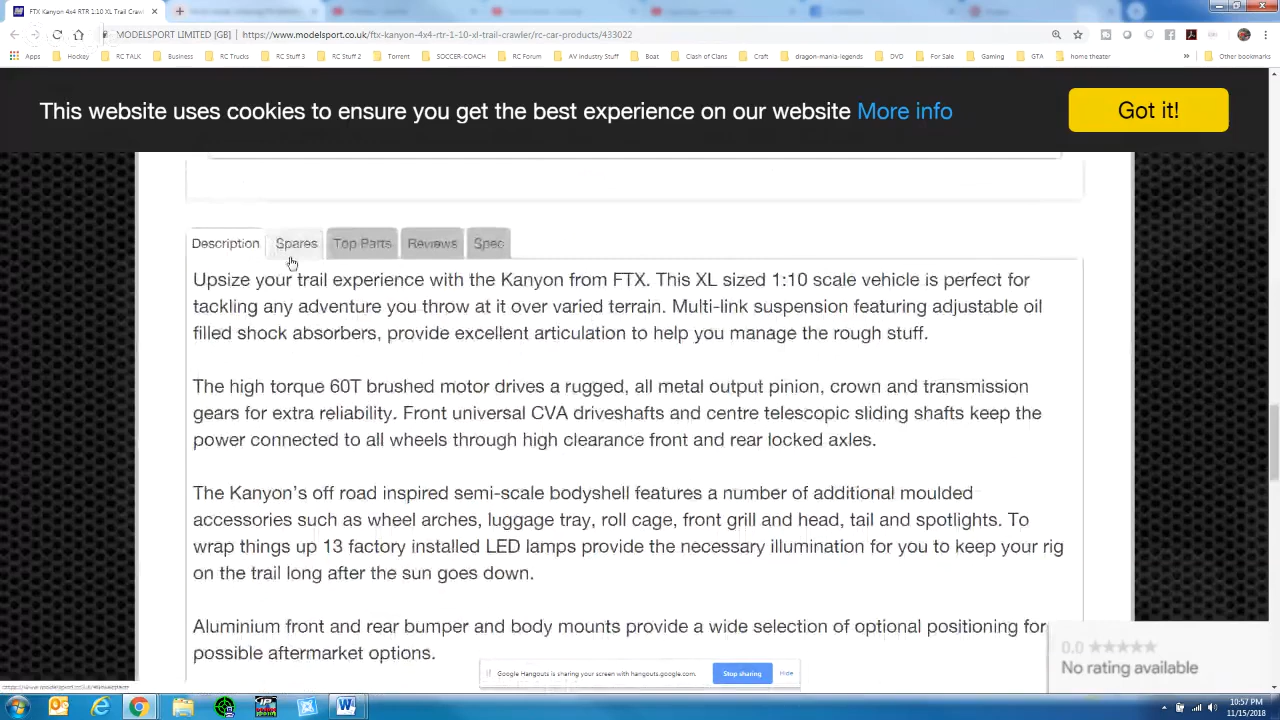 FTX Kanyon 4x4 RTR 1:10 XL Trail Crawl
MODELSPORT LIMITED [GB] https://www.modelsport.co.uk/ftx-kanyon-4x4-rtr-1-10-xl-trail-crawler/rc-car-products/433022
Apps Hockey RC TALK Business RC Trucks RC Stuff 3 RC Stuff 2 Torrent SOCCER-COACH RC Forum AV industry Stuff Boat Clash of Clans Craft dragon-mania-legends DVD For Sale Gaming GTA home theater » Other bookmarks
This website uses cookies to ensure you get the best experience on our website More info Got it!
Description Spares Top Parts Reviews Spec
Upsize your trail experience with the Kanyon from FTX. This XL sized 1:10 scale vehicle is perfect for
tackling any adventure you throw at it over varied terrain. Multi-link suspension featuring adjustable oil
filled shock absorbers, provide excellent articulation to help you manage the rough stuff.
The high torque 60T brushed motor drives a rugged, all metal output pinion, crown and transmission
gears for extra reliability. Front universal CVA driveshafts and centre telescopic sliding shafts keep the
power connected to all wheels through high clearance front and rear locked axles.
The Kanyon's off road inspired semi-scale bodyshell features a number of additional moulded
accessories such as wheel arches, luggage tray, roll cage, front grill and head, tail and spotlights. To
wrap things up 13 factory installed LED lamps provide the necessary illumination for you to keep your rig
on the trail long after the sun goes down.
Aluminium front and rear bumper and body mounts provide a wide selection of optional positioning for
possible aftermarket options.
0.0 ★★★★★
No rating available
Google Hangouts is sharing your screen with hangouts.google.com. Stop sharing Hide
10:57 PM
11/15/2018